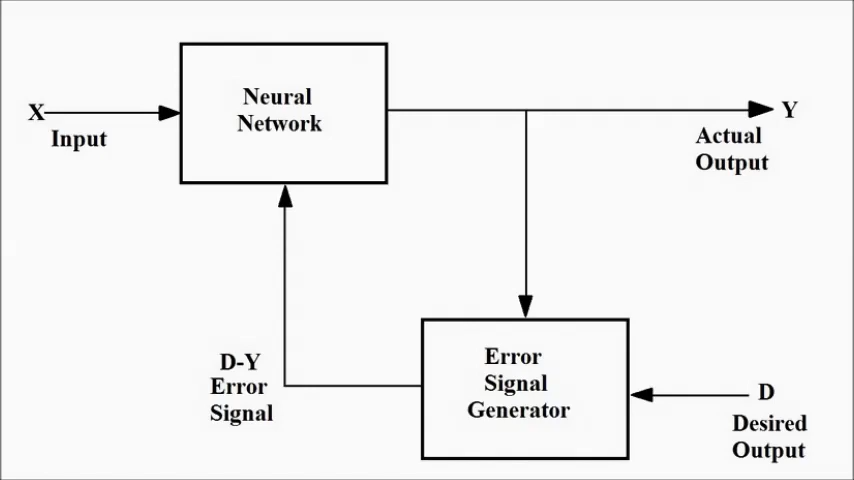 Neural
Network
X
Input
Y
Actual
Output
D-Y
Error
Signal
Error
Signal
Generator
D
Desired
Output